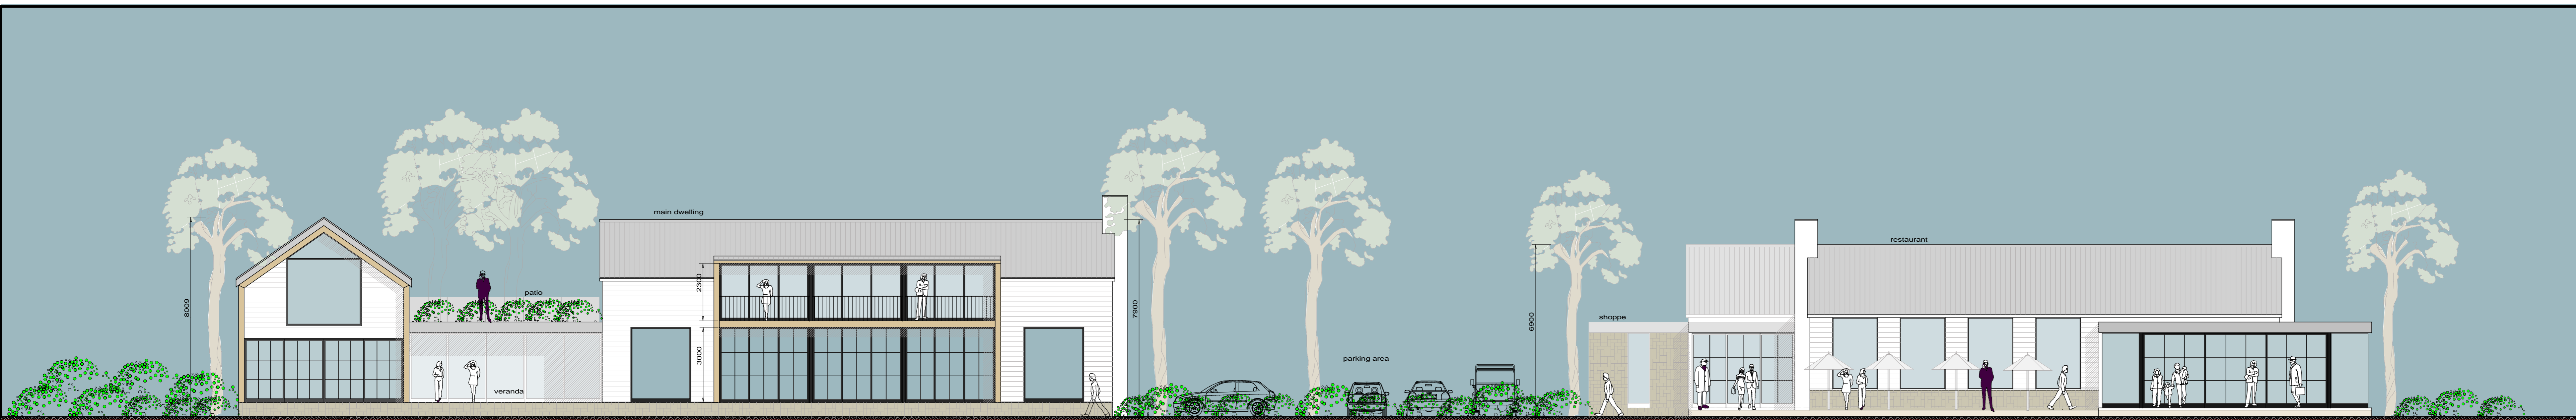 8009
patio
veranda
main dwelling
2300
3000
7900
parking area
6900
shoppe
restaurant